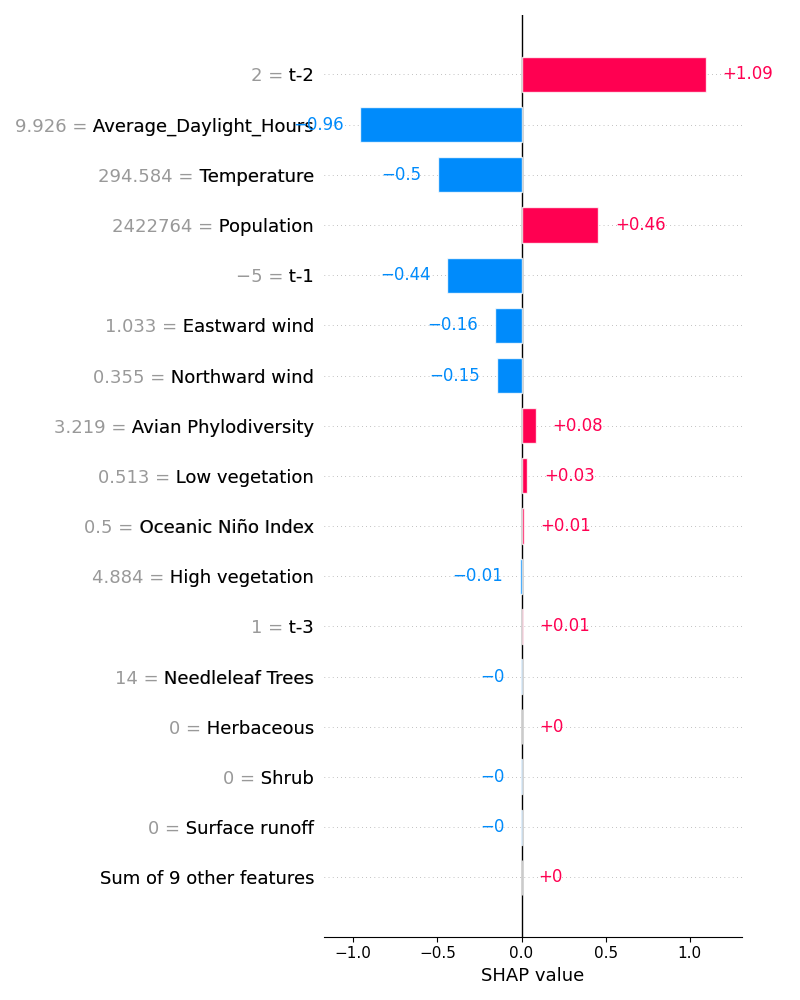 2 = t-2 +1.09
9.926 = Average_Daylight_Hours −0.96
294.584 = Temperature −0.5
2422764 = Population +0.46
−5 = t-1 −0.44
1.033 = Eastward wind −0.16
0.355 = Northward wind −0.15
3.219 = Avian Phylodiversity +0.08
0.513 = Low vegetation +0.03
0.5 = Oceanic Niño Index +0.01
4.884 = High vegetation −0.01
1 = t-3 +0.01
14 = Needleleaf Trees −0
0 = Herbaceous +0
0 = Shrub −0
0 = Surface runoff −0
Sum of 9 other features +0
−1.0 −0.5 0.0 0.5 1.0
SHAP value